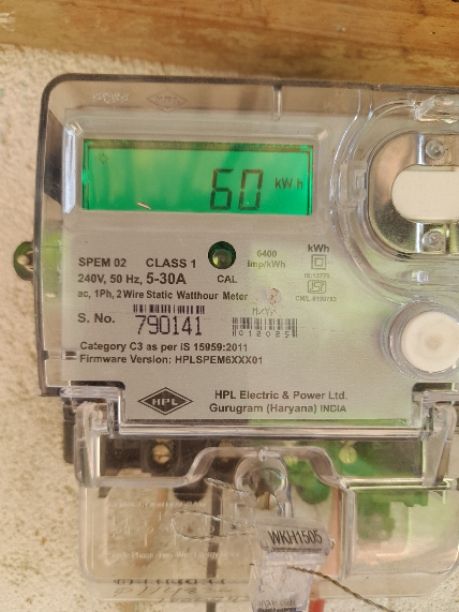 60 kWh
SPEM 02 CLASS 1
240V, 50 Hz, 5-30A
CAL
6400
imp/kWh
kWh
ac, 1Ph, 2Wire Static Watthour Meter
S. No. 790141
Category C3 as per IS 15959:2011
Firmware Version: HPLSPEM6XXX01
HPL
HPL Electric & Power Ltd.
Gurugram (Haryana) INDIA
WKH1505